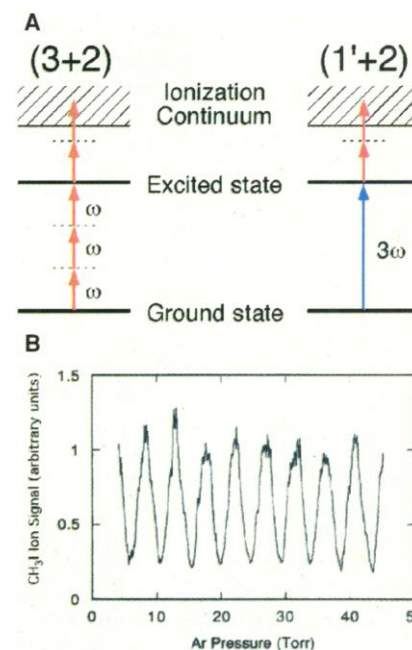 A
(3+2)
(1'+2)
Ionization
Continuum
Excited state
ω
ω
3ω
ω
Ground state
B
CH₃I Ion Signal (arbitrary units)
1.5
1
0.5
0
0
10
20
30
40
50
Ar Pressure (Torr)